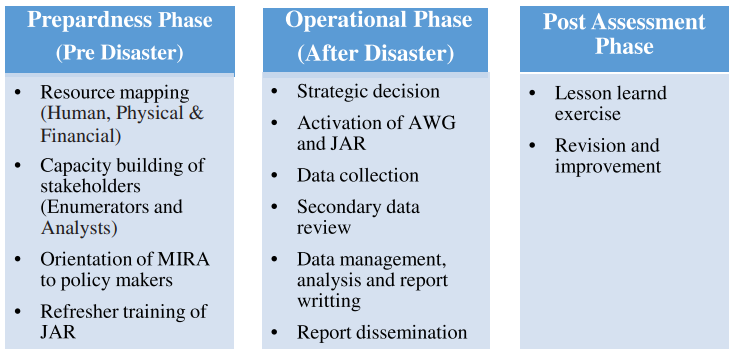 Prepardness Phase
(Pre Disaster)
• Resource mapping
(Human, Physical &
Financial)
• Capacity building of
stakeholders
(Enumerators and
Analysts)
• Orientation of MIRA
to policy makers
• Refresher training of
JAR
Operational Phase
(After Disaster)
• Strategic decision
• Activation of AWG
and JAR
• Data collection
• Secondary data
review
• Data management,
analysis and report
writting
• Report dissemination
Post Assessment
Phase
• Lesson learnd
exercise
• Revision and
improvement